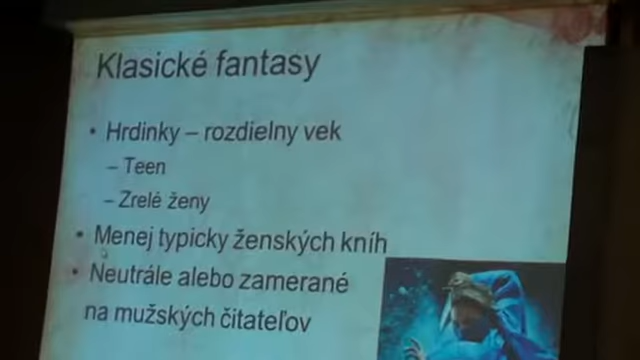 Klasické fantasy
• Hrdinky – rozdielny vek
– Teen
– Zrelé ženy
• Menej typicky ženských kníh
• Neutrále alebo zamerané
na mužských čitateľov